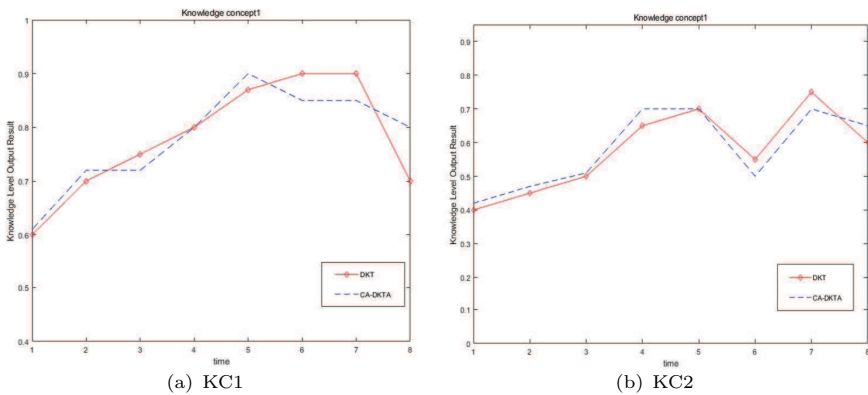 Knowledge concept1
1
0.9
0.8
0.7
0.6
0.5
0.4
Knowledge Level Output Result
1 2 3 4 5 6 7 8
time
DKT
CA-DKTA
(a) KC1
Knowledge concept1
0.9
0.8
0.7
0.6
0.5
0.4
0.3
0.2
0.1
0
Knowledge Level Output Result
1 2 3 4 5 6 7 8
time
DKT
CA-DKTA
(b) KC2